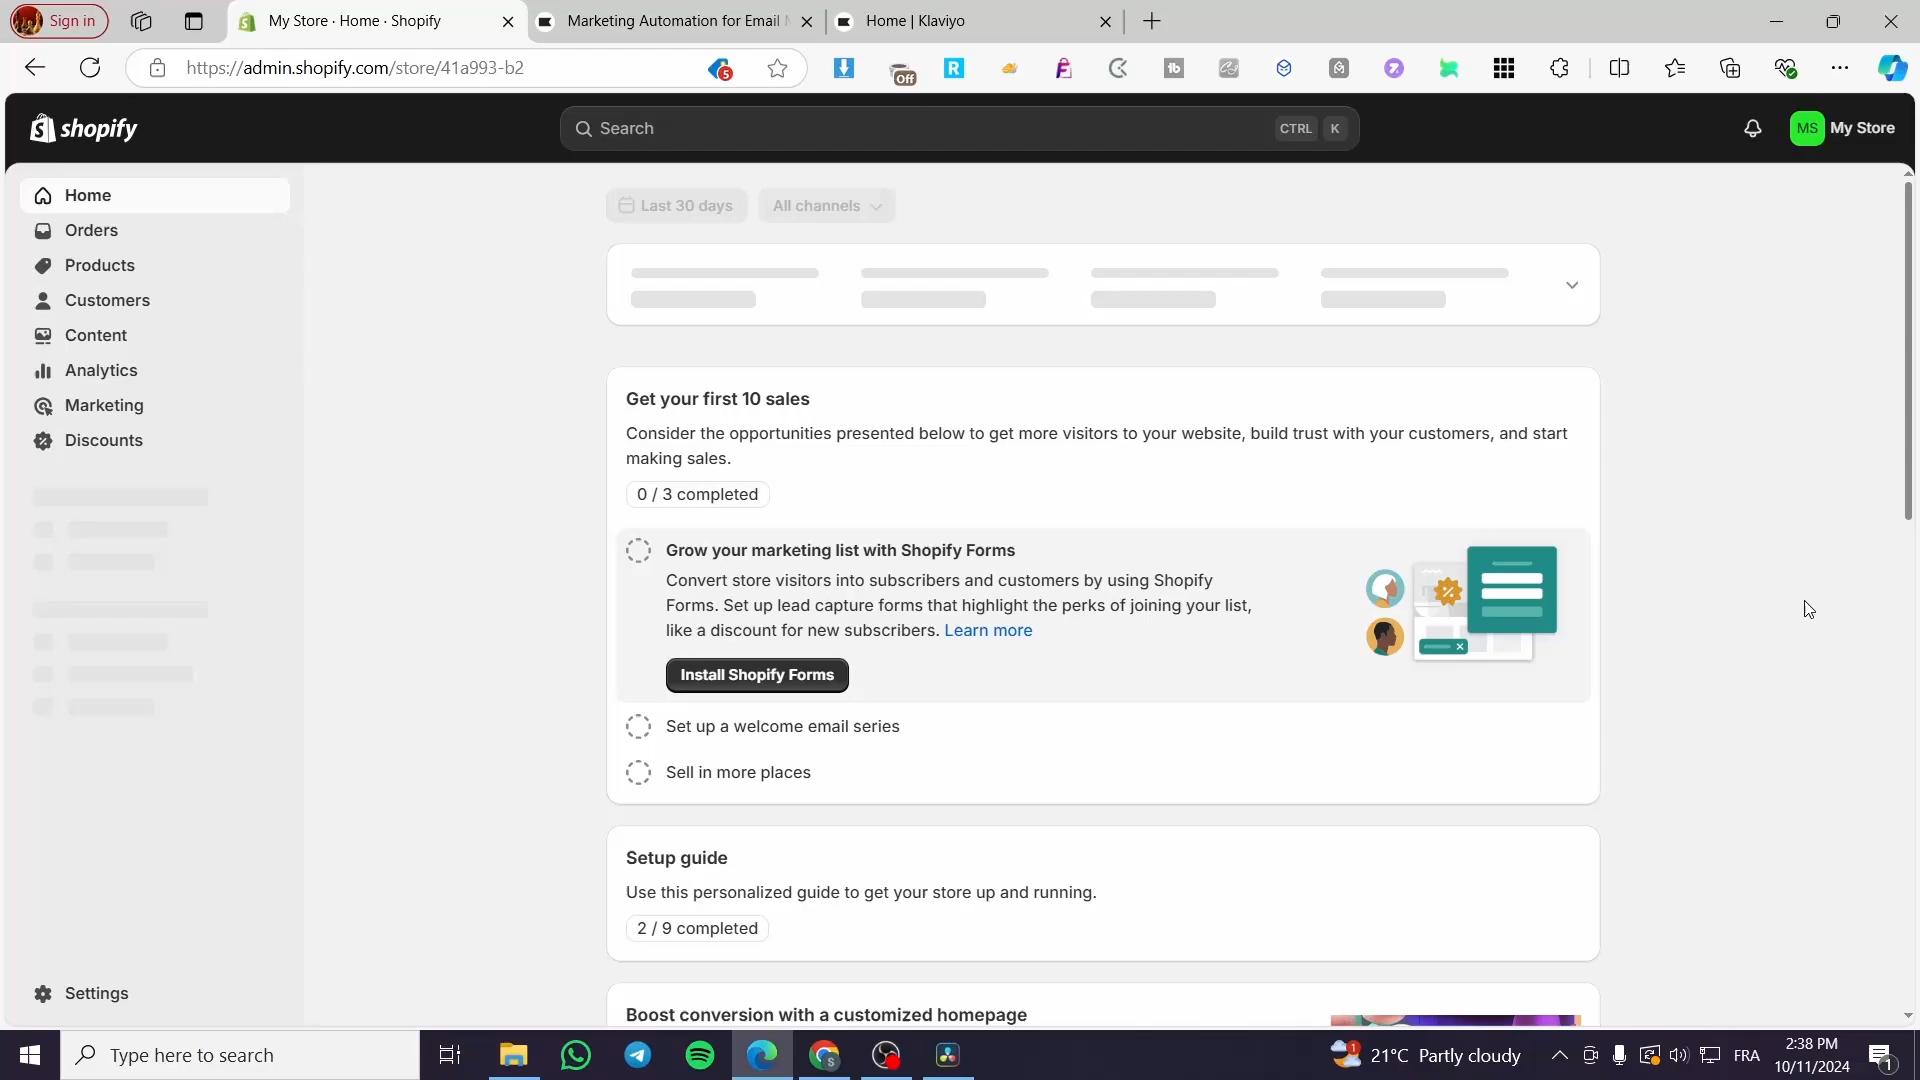 Sign in
My Store · Home · Shopify
Marketing Automation for Email
Home | Klaviyo
https://admin.shopify.com/store/41a993-b2
5
Off
R
tb
shopify
Search
CTRL
K
MS
My Store
Home
Orders
Products
Customers
Content
Analytics
Marketing
Discounts
Settings
Last 30 days
All channels
Get your first 10 sales
Consider the opportunities presented below to get more visitors to your website, build trust with your customers, and start
making sales.
0 / 3 completed
Grow your marketing list with Shopify Forms
Convert store visitors into subscribers and customers by using Shopify
Forms. Set up lead capture forms that highlight the perks of joining your list,
like a discount for new subscribers. Learn more
Install Shopify Forms
Set up a welcome email series
Sell in more places
Setup guide
Use this personalized guide to get your store up and running.
2 / 9 completed
Boost conversion with a customized homepage
Type here to search
S
1
21°C Partly cloudy
FRA
2:38 PM
10/11/2024
1